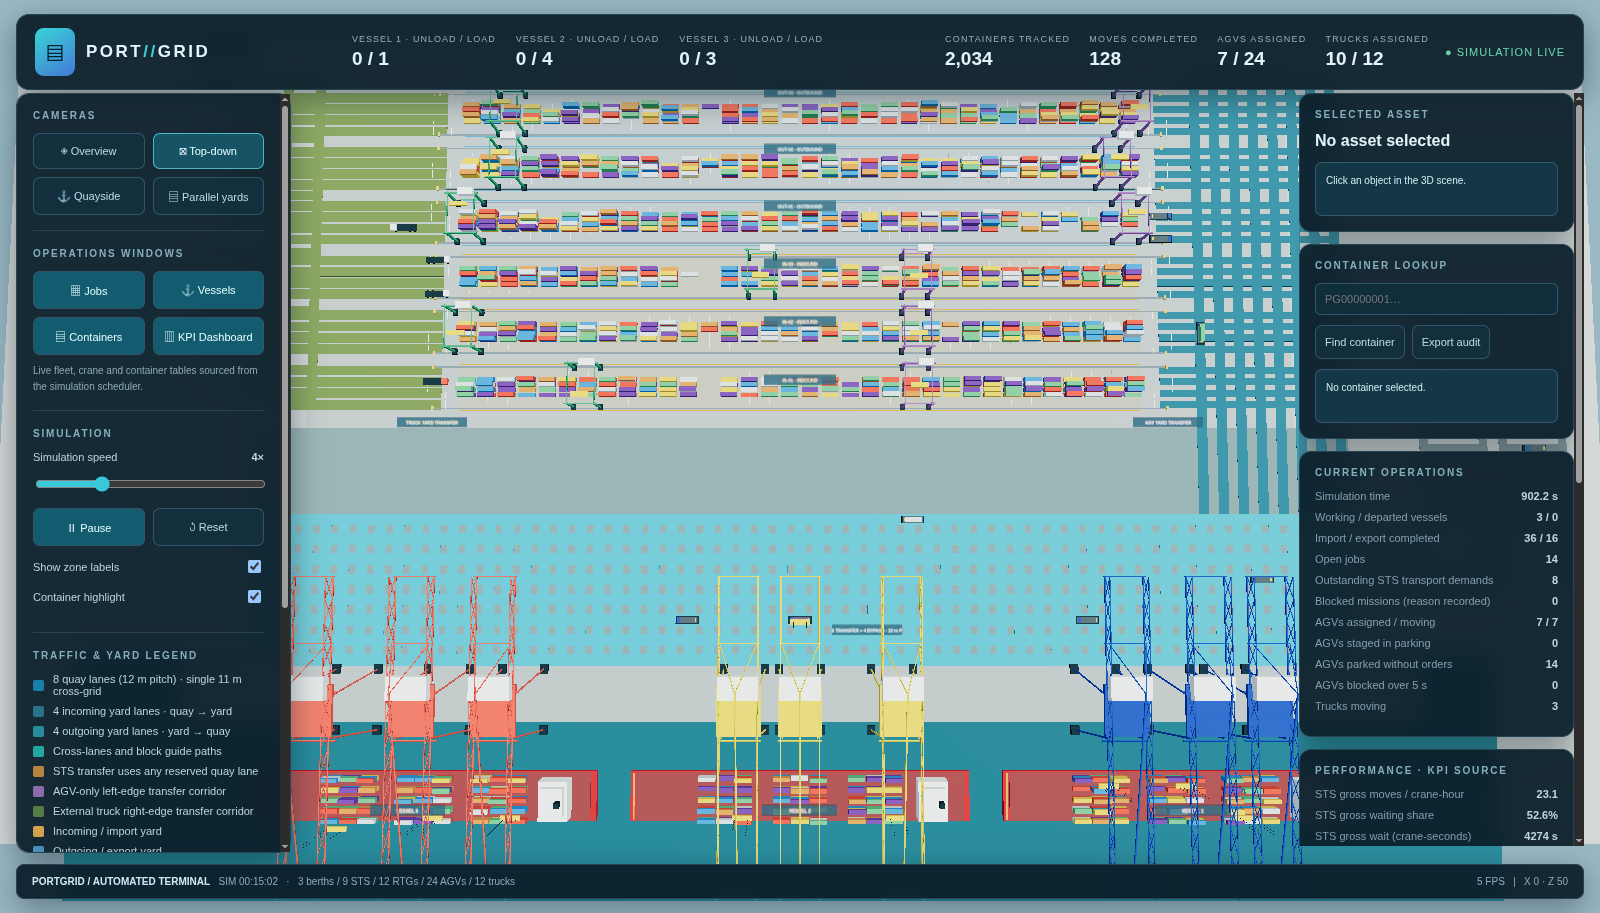 PORT//GRID
VESSEL 1 · UNLOAD / LOAD
0 / 1
VESSEL 2 · UNLOAD / LOAD
0 / 4
VESSEL 3 · UNLOAD / LOAD
0 / 3
CONTAINERS TRACKED
2,034
MOVES COMPLETED
128
AGVS ASSIGNED
7 / 24
TRUCKS ASSIGNED
10 / 12
● SIMULATION LIVE
CAMERAS
Overview
Top-down
Quayside
Parallel yards
OPERATIONS WINDOWS
Jobs
Vessels
Containers
KPI Dashboard
Live fleet, crane and container tables sourced from
the simulation scheduler.
SIMULATION
Simulation speed 4×
Pause
Reset
Show zone labels
Container highlight
TRAFFIC & YARD LEGEND
8 quay lanes (12 m pitch) · single 11 m
cross-grid
4 incoming yard lanes · quay → yard
4 outgoing yard lanes · yard → quay
Cross-lanes and block guide paths
STS transfer uses any reserved quay lane
AGV-only left-edge transfer corridor
External truck right-edge transfer corridor
Incoming / import yard
Outgoing / export yard
TRUCK YARD TRANSFER
AGV YARD TRANSFER
SELECTED ASSET
No asset selected
Click an object in the 3D scene.
CONTAINER LOOKUP
PG00000001…
Find container
Export audit
No container selected.
CURRENT OPERATIONS
Simulation time 902.2 s
Working / departed vessels 3 / 0
Import / export completed 36 / 16
Open jobs 14
Outstanding STS transport demands 8
Blocked missions (reason recorded) 0
AGVs assigned / moving 7 / 7
AGVs staged in parking 0
AGVs parked without orders 14
AGVs blocked over 5 s 0
Trucks moving 3
PERFORMANCE · KPI SOURCE
STS gross moves / crane-hour 23.1
STS gross waiting share 52.6%
STS gross wait (crane-seconds) 4274 s
PORTGRID / AUTOMATED TERMINAL SIM 00:15:02 · 3 berths / 9 STS / 12 RTGs / 24 AGVs / 12 trucks
5 FPS | X 0 · Z 50